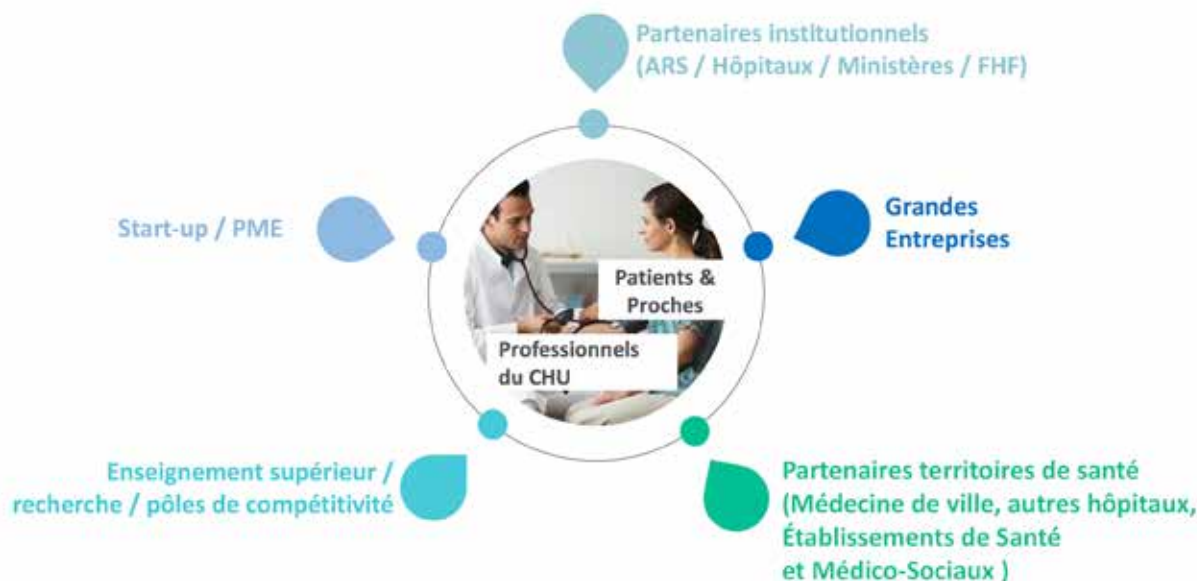 Partenaires institutionnels
(ARS / Hôpitaux / Ministères / FHF)
Start-up / PME
Grandes
Entreprises
Patients &
Proches
Professionnels
du CHU
Enseignement supérieur /
recherche / pôles de compétitivité
Partenaires territoires de santé
(Médecine de ville, autres hôpitaux,
Établissements de Santé
et Médico-Sociaux )